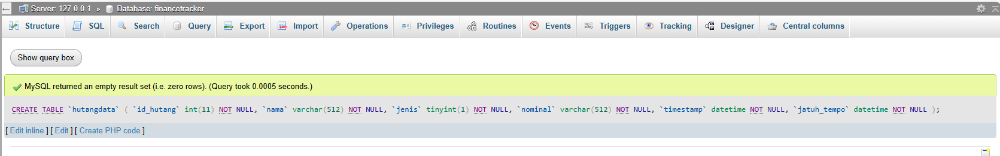 Server: 127.0.0.1 » Database: financetracker
Structure SQL Search Query Export Import Operations Privileges Routines Events Triggers Tracking Designer Central columns
Show query box
MySQL returned an empty result set (i.e. zero rows). (Query took 0.0005 seconds.)
CREATE TABLE `hutangdata` ( `id_hutang` int(11) NOT NULL, `nama` varchar(512) NOT NULL, `jenis` tinyint(1) NOT NULL, `nominal` varchar(512) NOT NULL, `timestamp` datetime NOT NULL, `jatuh_tempo` datetime NOT NULL );
[ Edit inline ] [ Edit ] [ Create PHP code ]